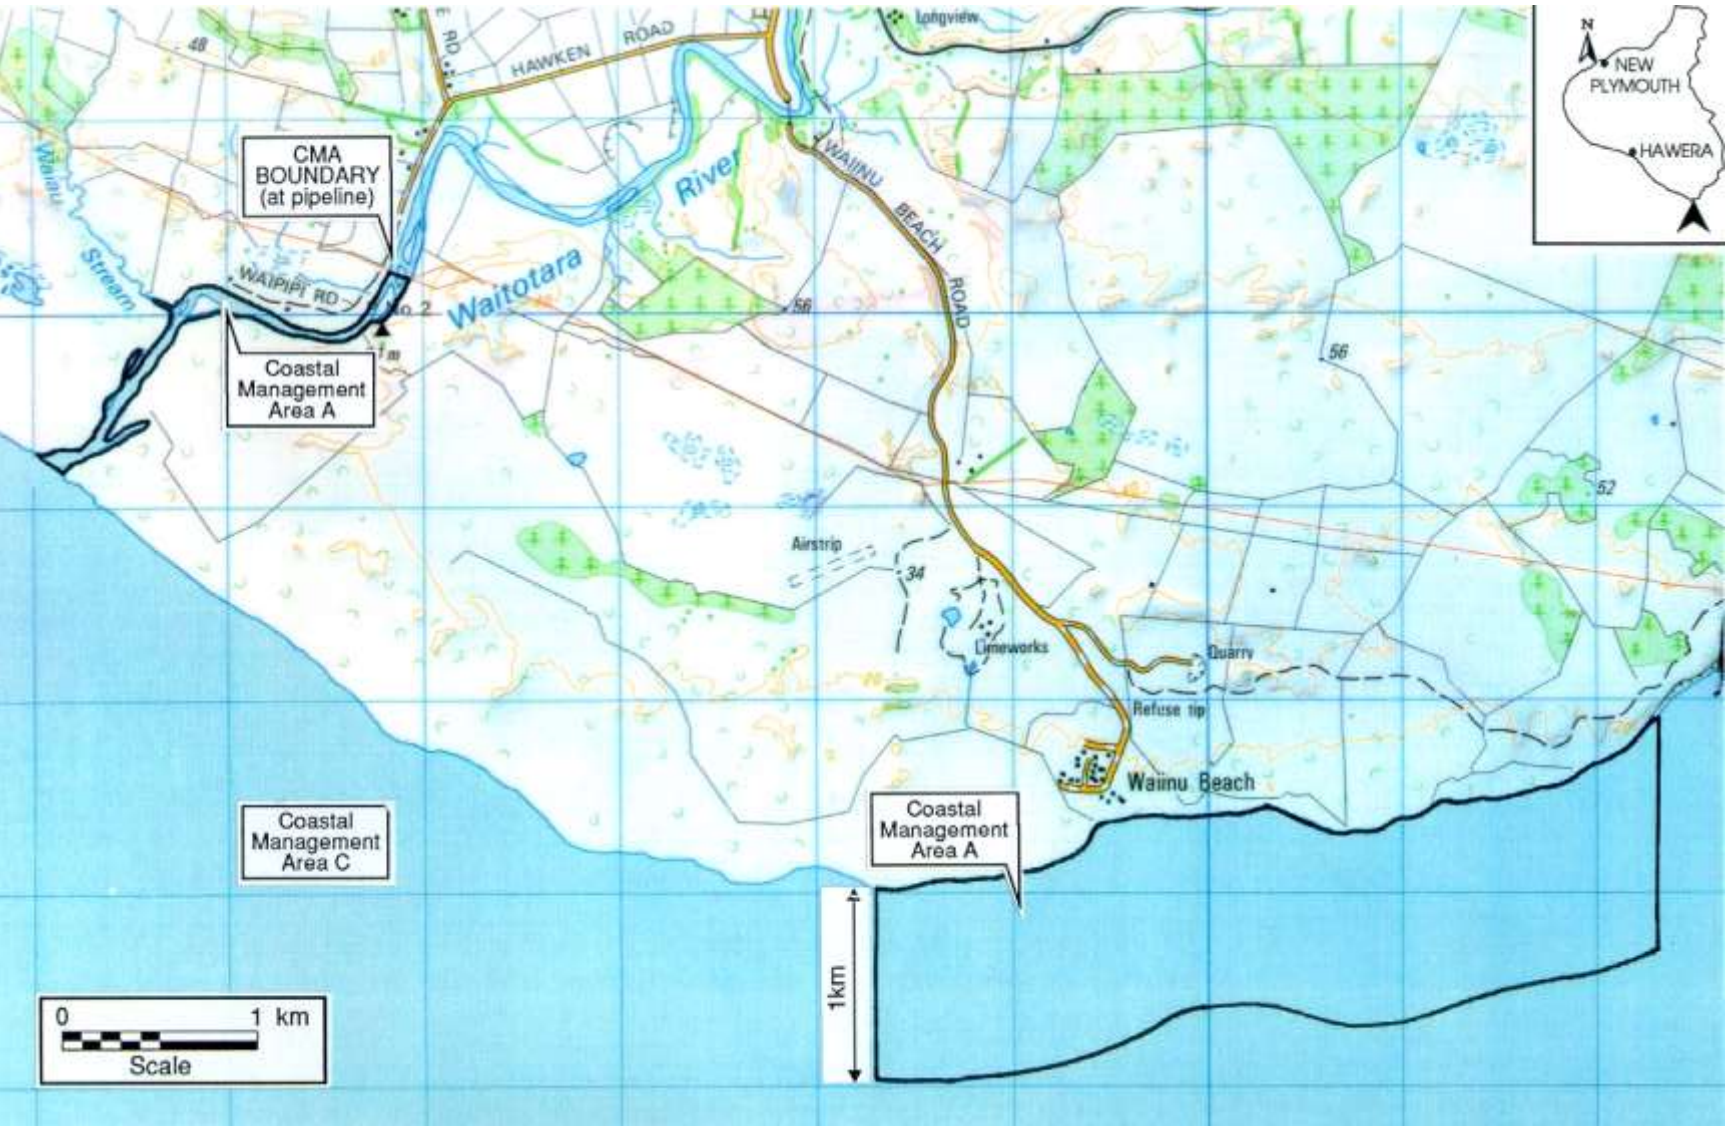 Longview
N
NEW
PLYMOUTH
HAWERA
48
RD
HAWKEN ROAD
CMA
BOUNDARY
(at pipeline)
WAIINU
BEACH
ROAD
River
Waitotara
Waiau
Stream
WAIPIPI RD
No 2
1m
56
56
Coastal
Management
Area A
52
Airstrip
34
Limeworks
Quarry
Refuse tip
Waiinu Beach
Coastal
Management
Area A
Coastal
Management
Area C
1km
0 1 km
Scale